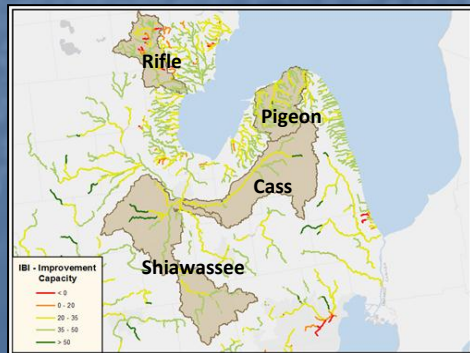 Rifle
Pigeon
Cass
Shiawassee
IBI - Improvement
Capacity
< 0
0 - 20
20 - 35
35 - 50
> 50